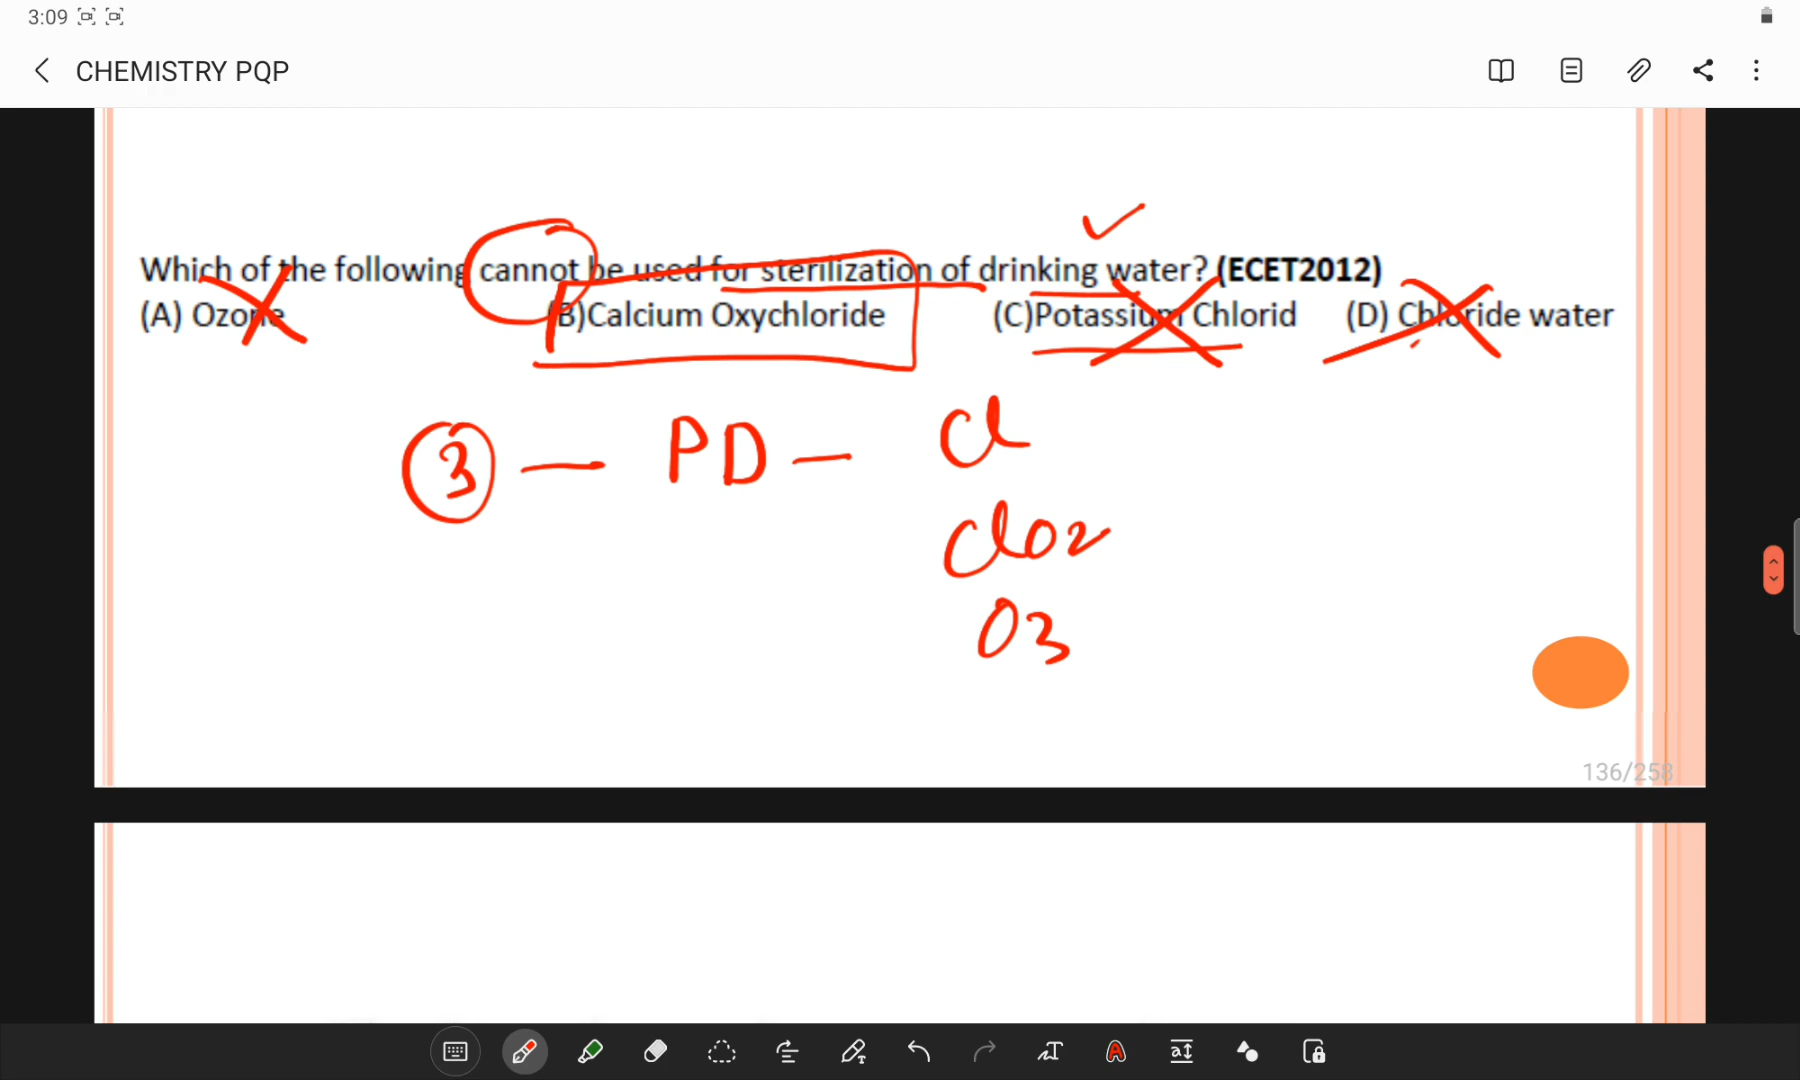 3:09
CHEMISTRY PQP
Which of the following cannot be used for sterilization of drinking water? (ECET2012)
(A) Ozone (B)Calcium Oxychloride (C)Potassium Chlorid (D) Chloride water
3 — PD — Cl
ClO2
O3
136/258